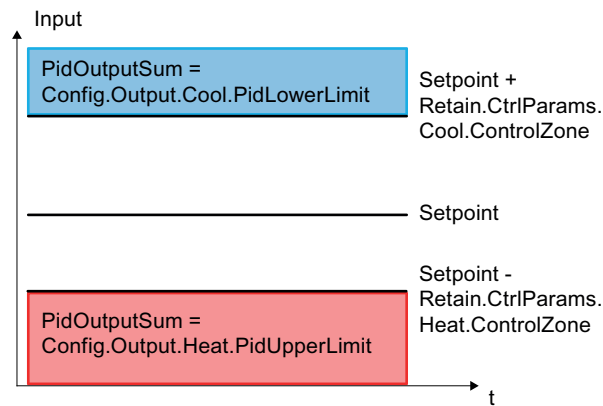 Input
PidOutputSum =
Config.Output.Cool.PidLowerLimit
Setpoint +
Retain.CtrlParams.
Cool.ControlZone
Setpoint
Setpoint -
Retain.CtrlParams.
Heat.ControlZone
PidOutputSum =
Config.Output.Heat.PidUpperLimit
t